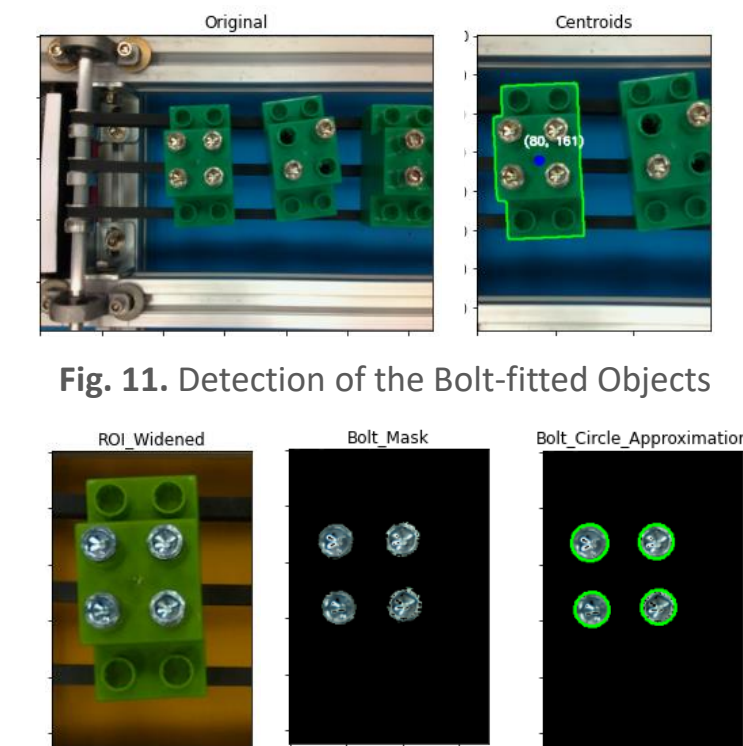 Original
Centroids
(80, 161)
Fig. 11. Detection of the Bolt-fitted Objects
ROI_Widened
Bolt_Mask
Bolt_Circle_Approximation